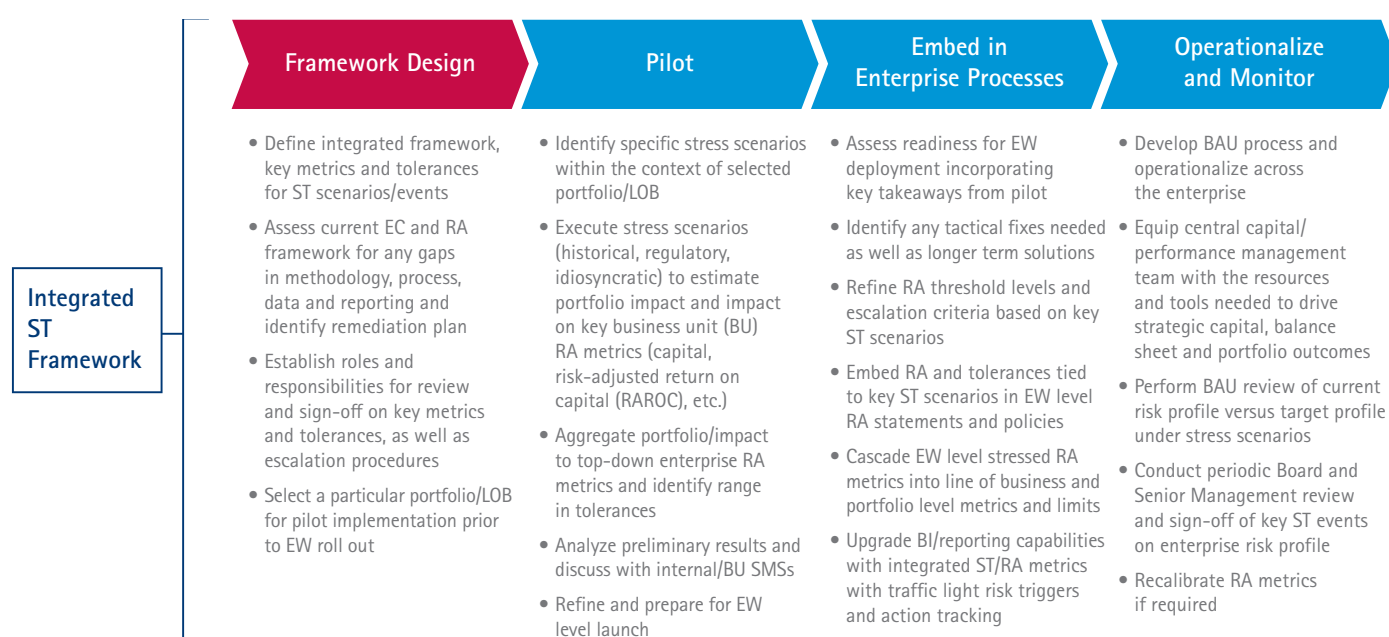 Integrated
ST
Framework
Framework Design
• Define integrated framework,
key metrics and tolerances
for ST scenarios/events
• Assess current EC and RA
framework for any gaps
in methodology, process,
data and reporting and
identify remediation plan
• Establish roles and
responsibilities for review
and sign-off on key metrics
and tolerances, as well as
escalation procedures
• Select a particular portfolio/LOB
for pilot implementation prior
to EW roll out
Pilot
• Identify specific stress scenarios
within the context of selected
portfolio/LOB
• Execute stress scenarios
(historical, regulatory,
idiosyncratic) to estimate
portfolio impact and impact
on key business unit (BU)
RA metrics (capital,
risk-adjusted return on
capital (RAROC), etc.)
• Aggregate portfolio/impact
to top-down enterprise RA
metrics and identify range
in tolerances
• Analyze preliminary results and
discuss with internal/BU SMSs
• Refine and prepare for EW
level launch
Embed in
Enterprise Processes
• Assess readiness for EW
deployment incorporating
key takeaways from pilot
• Identify any tactical fixes needed
as well as longer term solutions
• Refine RA threshold levels and
escalation criteria based on key
ST scenarios
• Embed RA and tolerances tied
to key ST scenarios in EW level
RA statements and policies
• Cascade EW level stressed RA
metrics into line of business and
portfolio level metrics and limits
• Upgrade BI/reporting capabilities
with integrated ST/RA metrics
with traffic light risk triggers
and action tracking
Operationalize
and Monitor
• Develop BAU process and
operationalize across
the enterprise
• Equip central capital/
performance management
team with the resources
and tools needed to drive
strategic capital, balance
sheet and portfolio outcomes
• Perform BAU review of current
risk profile versus target profile
under stress scenarios
• Conduct periodic Board and
Senior Management review
and sign-off of key ST events
on enterprise risk profile
• Recalibrate RA metrics
if required